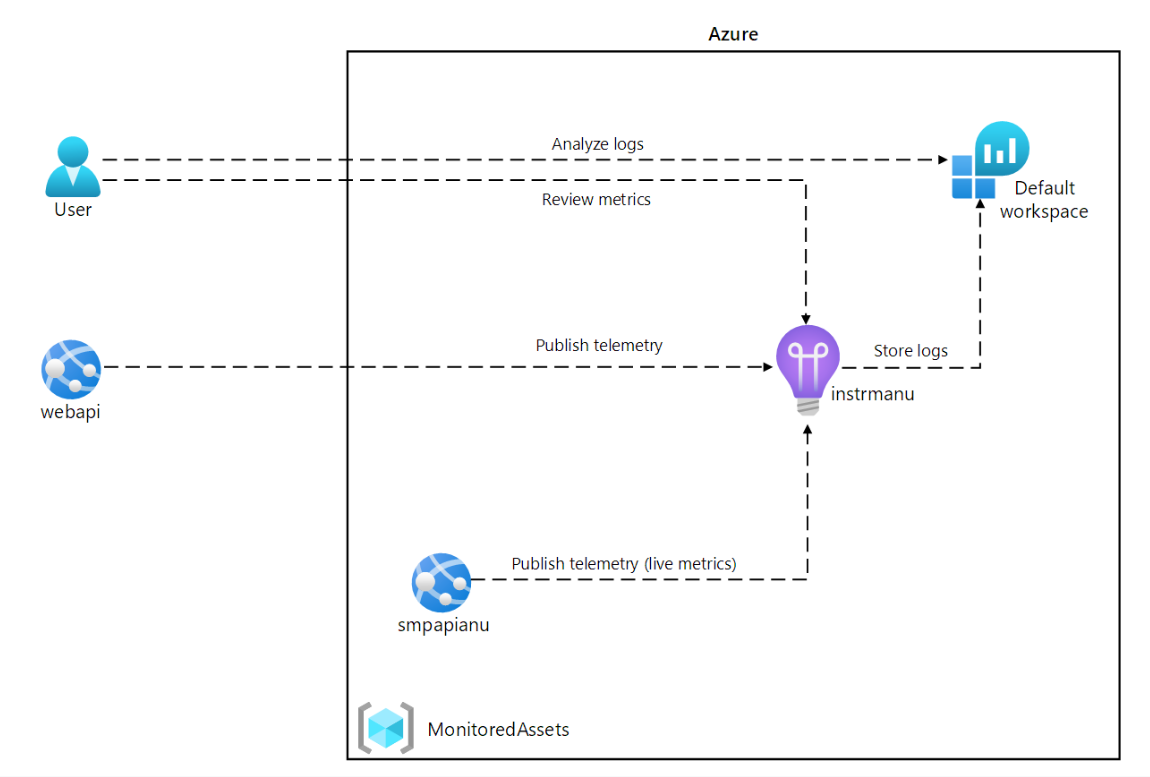 Azure
Analyze logs
User
Review metrics
Default
workspace
Publish telemetry
Store logs
instrmanu
webapi
Publish telemetry (live metrics)
smpapianu
MonitoredAssets